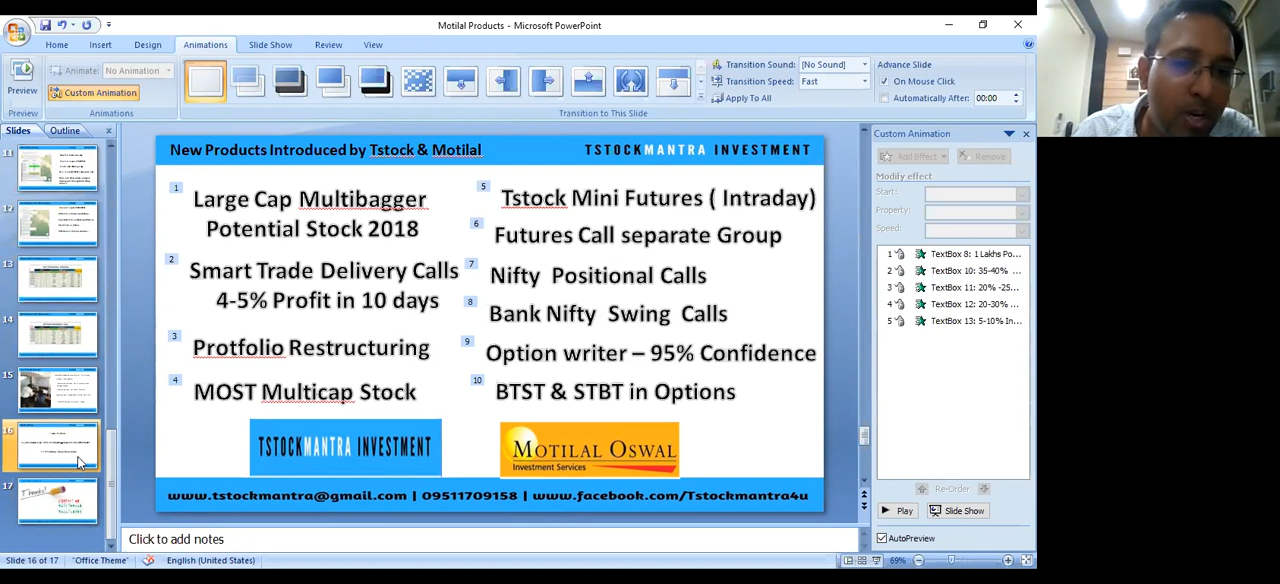 Motilal Products - Microsoft PowerPoint
Home Insert Design Animations Slide Show Review View
Preview
Animate: No Animation
Custom Animation
Transition Sound: [No Sound]
Transition Speed: Fast
Apply To All
Advance Slide
On Mouse Click
Automatically After: 00:00
Preview Animations Transition to This Slide
Slides Outline
11
12
13
14
15
16
17
Thanks!
New Products Introduced by Tstock & Motilal
TSTOCKMANTRA INVESTMENT
1
Large Cap Multibagger
Potential Stock 2018
2
Smart Trade Delivery Calls
4-5% Profit in 10 days
3
Protfolio Restructuring
4
MOST Multicap Stock
5
Tstock Mini Futures ( Intraday)
6
Futures Call separate Group
7
Nifty Positional Calls
8
Bank Nifty Swing Calls
9
Option writer – 95% Confidence
10
BTST & STBT in Options
TSTOCKMANTRA INVESTMENT
MOTILAL OSWAL
Investment Services
www.tstockmantra@gmail.com | 09511709158 | www.facebook.com/Tstockmantra4u
Click to add notes
Custom Animation
Add Effect Remove
Modify effect
Start:
Property:
Speed:
1 TextBox 8: 1 Lakhs Po...
2 TextBox 10: 35-40% ...
3 TextBox 11: 20% -25...
4 TextBox 12: 20-30% ...
5 TextBox 13: 5-10% In...
Re-Order
Play Slide Show
AutoPreview
Slide 16 of 17 "Office Theme" English (United States) 69%